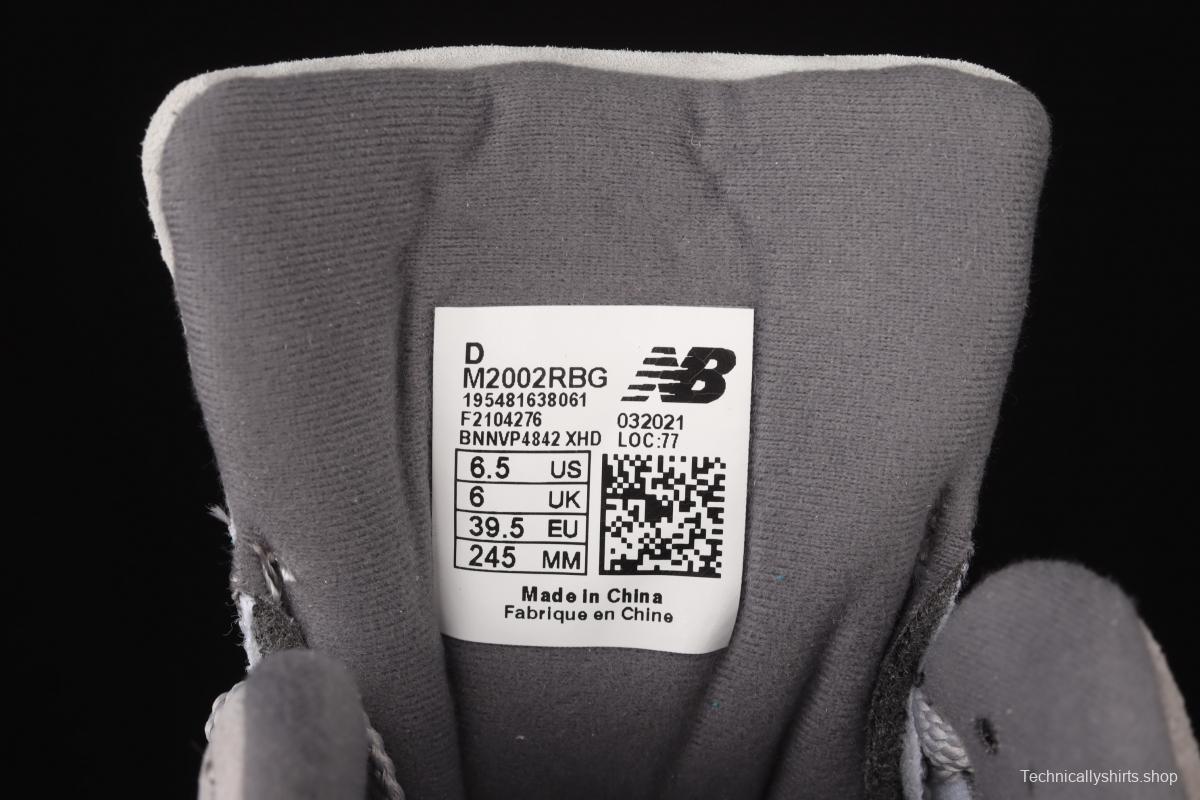 D
M2002RBG
195481638061
F2104276
BNNVP4842 XHD
NB
032021
LOC:77
6.5 US
6 UK
39.5 EU
245 MM
Made in China
Fabrique en Chine
Technicallyshirts.shop